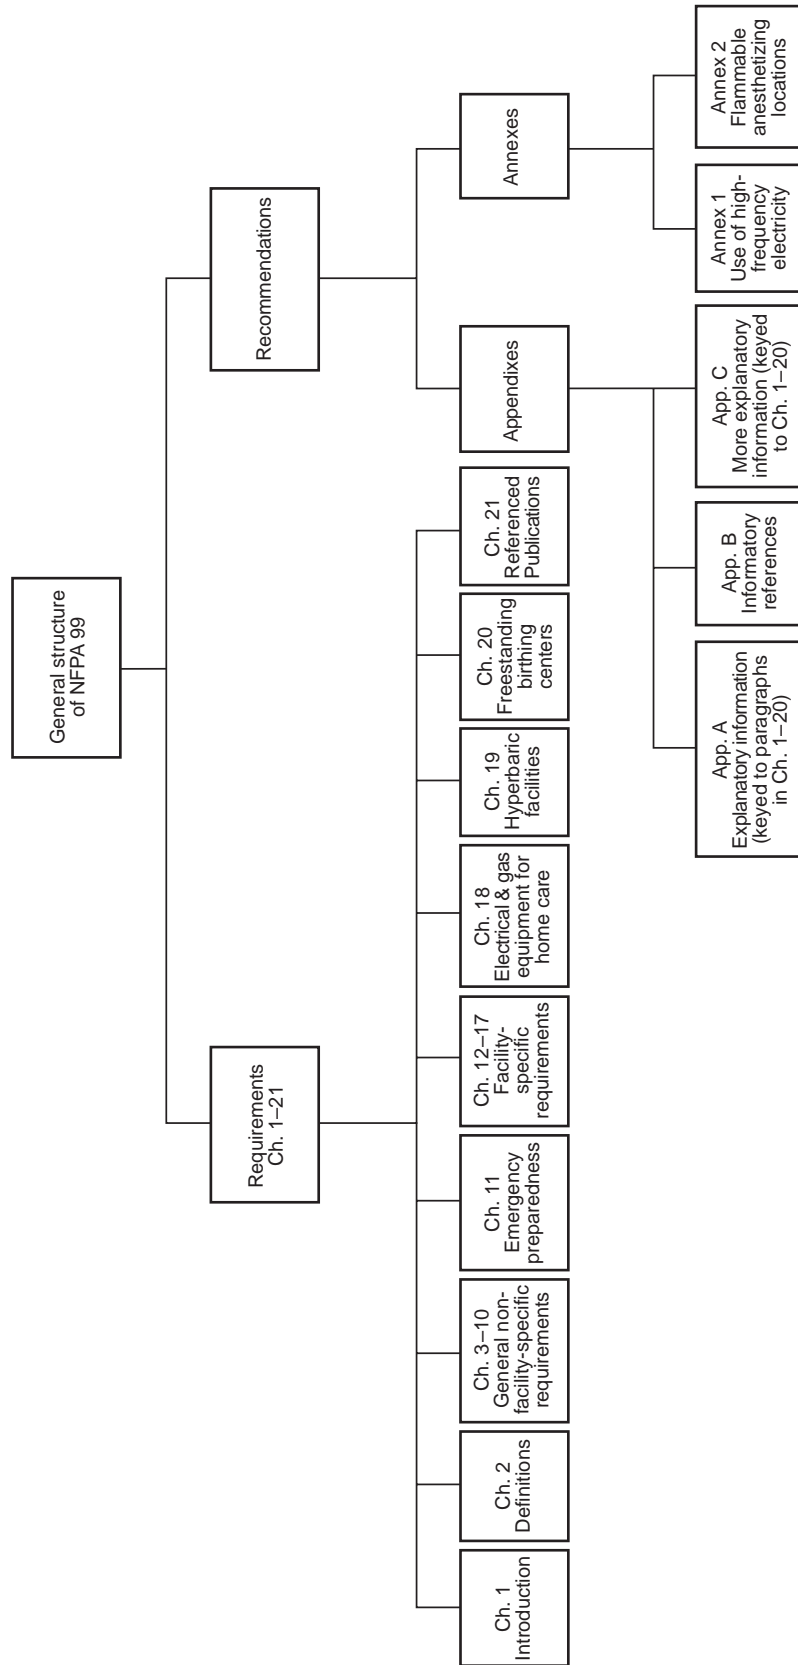 General structure
of NFPA 99
Requirements
Ch. 1–21
Recommendations
Ch. 1
Introduction
Ch. 2
Definitions
Ch. 3–10
General non-
facility-specific
requirements
Ch. 11
Emergency
preparedness
Ch. 12–17
Facility-
specific
requirements
Ch. 18
Electrical & gas
equipment for
home care
Ch. 19
Hyperbaric
facilities
Ch. 20
Freestanding
birthing
centers
Ch. 21
Referenced
Publications
Appendixes
Annexes
App. A
Explanatory information
(keyed to paragraphs
in Ch. 1–20)
App. B
Informatory
references
App. C
More explanatory
information (keyed
to Ch. 1–20)
Annex 1
Use of high-
frequency
electricity
Annex 2
Flammable
anesthetizing
locations